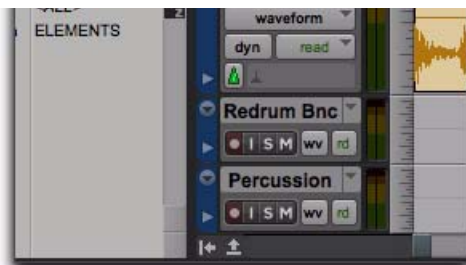 <ALL>
z
waveform
ELEMENTS
dyn read
Redrum Bnc
I S M wv rd
Percussion
I S M wv rd